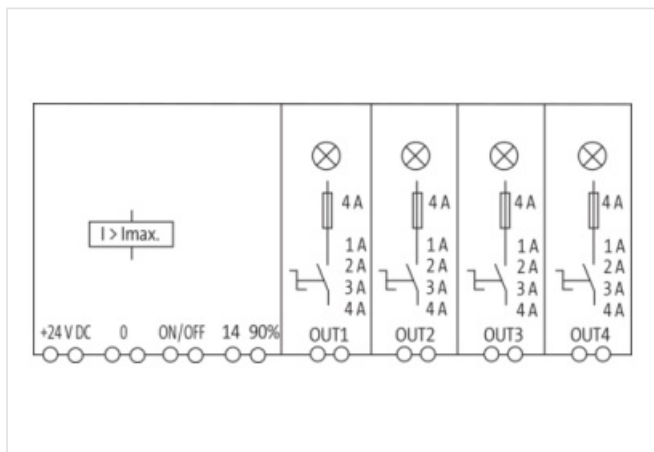 4 A 4 A 4 A 4 A
I > Imax.
1 A 1 A 1 A 1 A
2 A 2 A 2 A 2 A
3 A 3 A 3 A 3 A
4 A 4 A 4 A 4 A
+24 V DC 0 ON/OFF 14 90% OUT1 OUT2 OUT3 OUT4